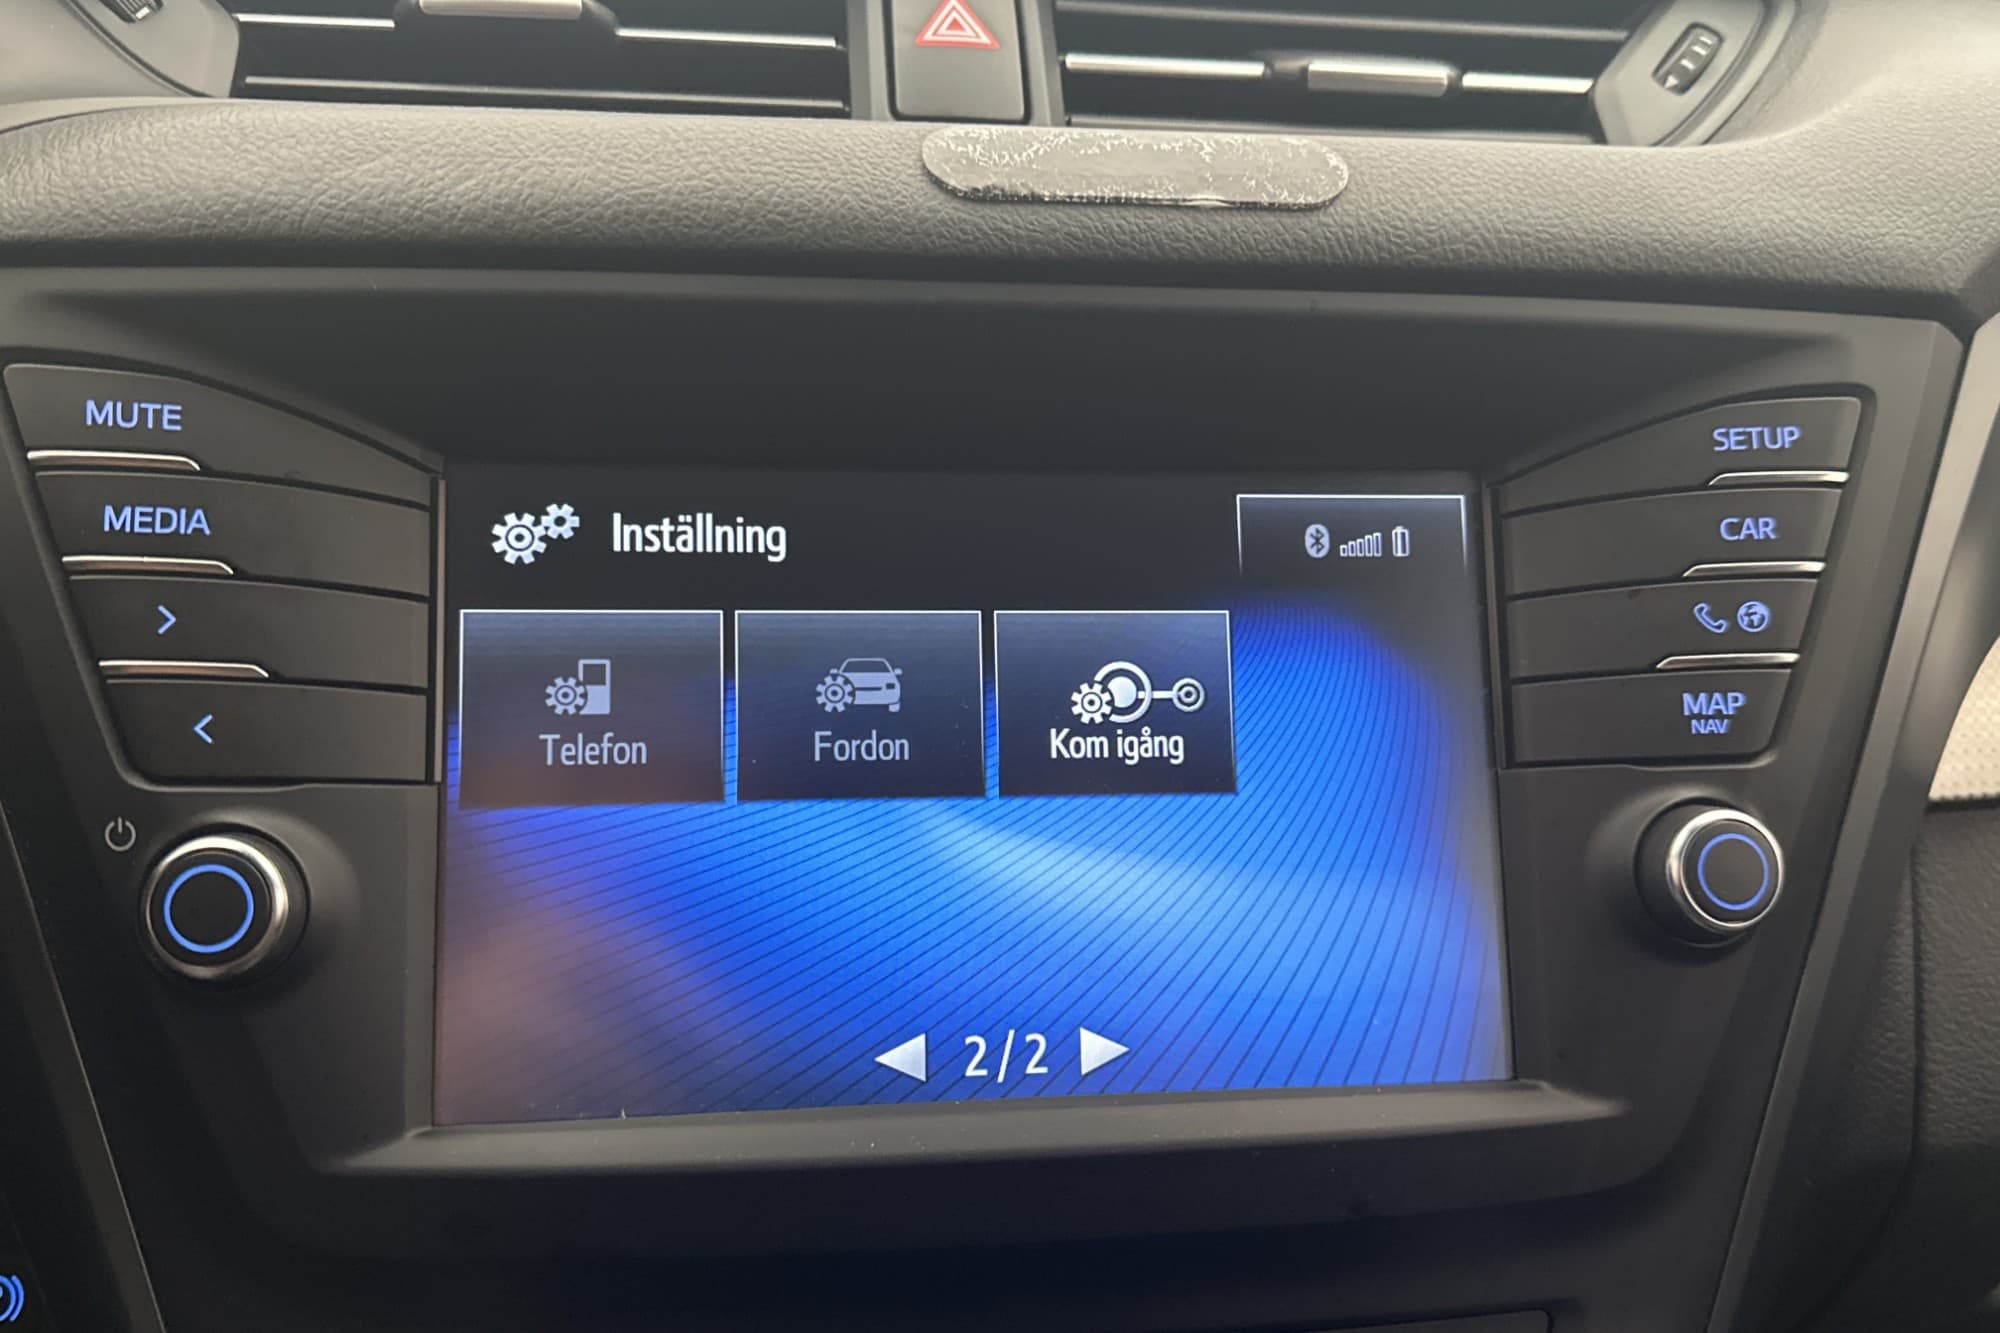 MUTE
MEDIA
SETUP
CAR
MAP
NAV
Inställning
Telefon
Fordon
Kom igång
2/2